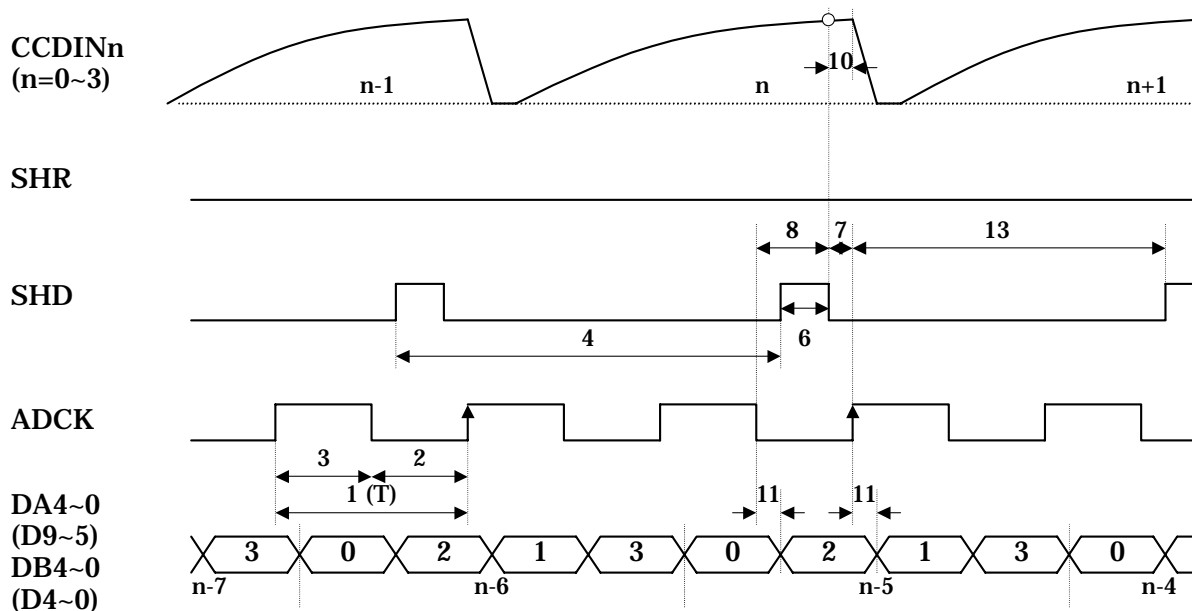 CCDINn
(n=0~3)
n-1
n
n+1
10
SHR
8
7
13
SHD
4
6
ADCK
3
2
1 (T)
11
11
DA4~0
(D9~5)
DB4~0
(D4~0)
3
0
2
1
3
0
2
1
3
0
n-7
n-6
n-5
n-4